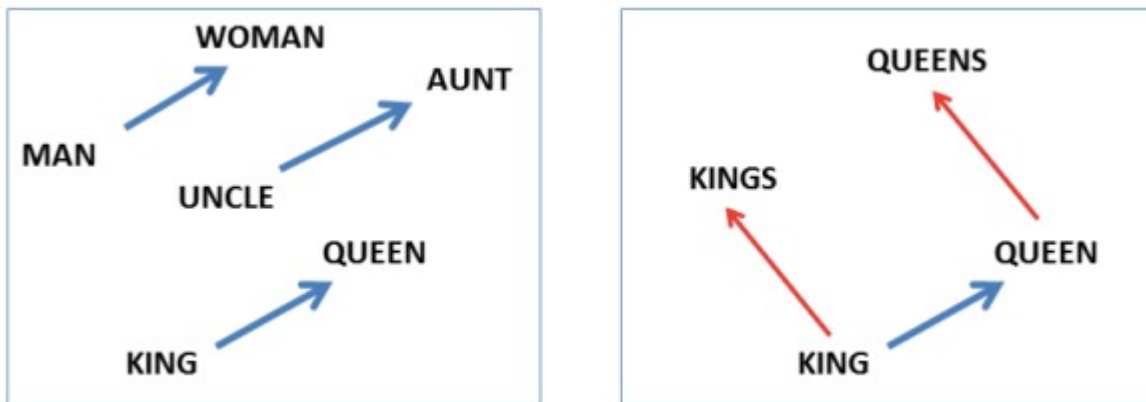 WOMAN
AUNT
MAN
UNCLE
QUEEN
KING
QUEENS
KINGS
QUEEN
KING